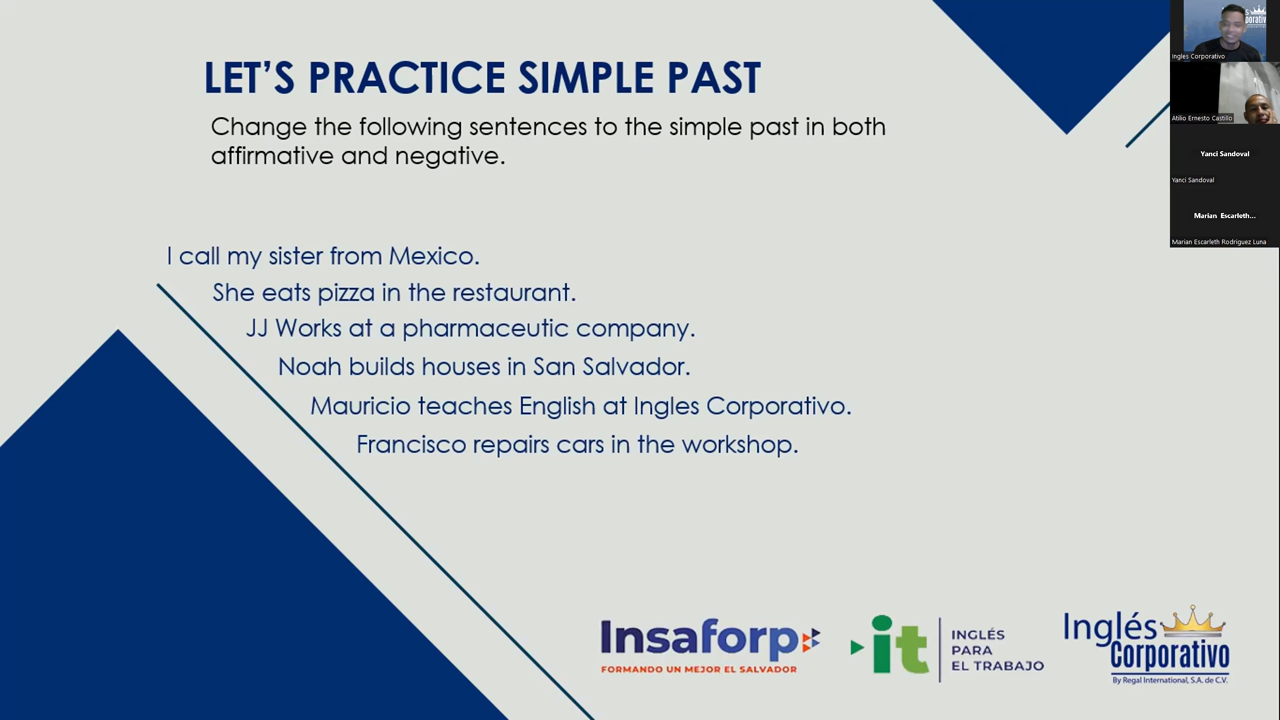 LET’S PRACTICE SIMPLE PAST
Change the following sentences to the simple past in both
affirmative and negative.
I call my sister from Mexico.
She eats pizza in the restaurant.
JJ Works at a pharmaceutic company.
Noah builds houses in San Salvador.
Mauricio teaches English at Ingles Corporativo.
Francisco repairs cars in the workshop.
Insaforp
FORMANDO UN MEJOR EL SALVADOR
it
INGLÉS
PARA
EL TRABAJO
Inglés
Corporativo
By Regal International, S.A. de C.V.
Ingles Corporativo
Atilio Ernesto Castillo
Yanci Sandoval
Yanci Sandoval
Marian Escarleth...
Marian Escarleth Rodriguez Luna